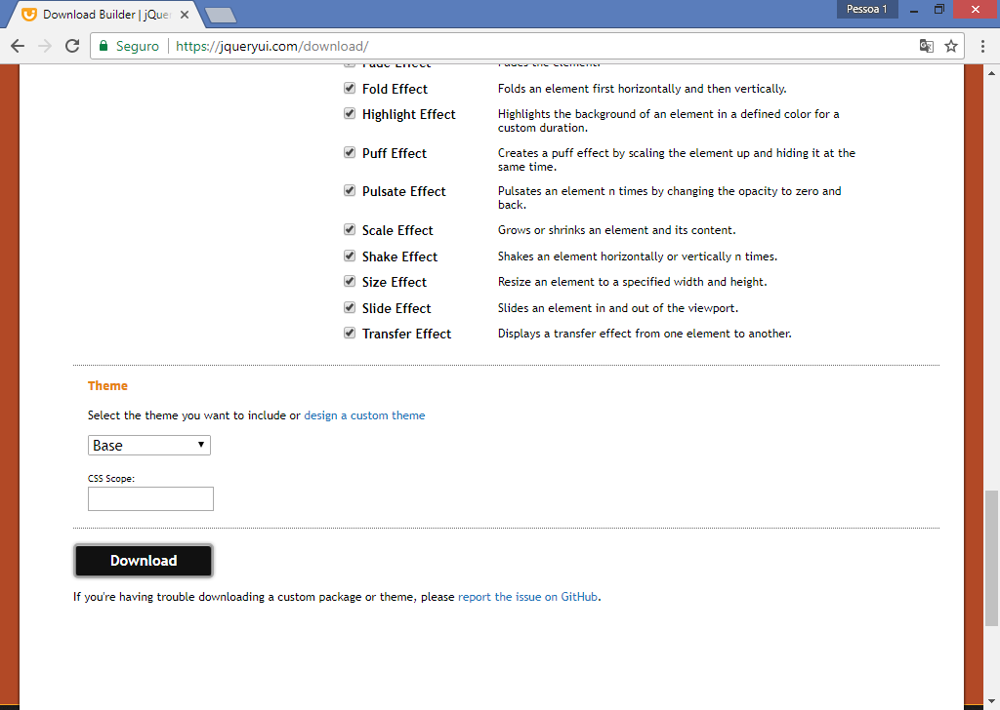 Download Builder | jQue
Pessoa 1
Seguro
https://jqueryui.com/download/
Fade Effect
Fades the element.
Fold Effect
Folds an element first horizontally and then vertically.
Highlight Effect
Highlights the background of an element in a defined color for a
custom duration.
Puff Effect
Creates a puff effect by scaling the element up and hiding it at the
same time.
Pulsate Effect
Pulsates an element n times by changing the opacity to zero and
back.
Scale Effect
Grows or shrinks an element and its content.
Shake Effect
Shakes an element horizontally or vertically n times.
Size Effect
Resize an element to a specified width and height.
Slide Effect
Slides an element in and out of the viewport.
Transfer Effect
Displays a transfer effect from one element to another.
Theme
Select the theme you want to include or design a custom theme
Base
CSS Scope:
Download
If you're having trouble downloading a custom package or theme, please report the issue on GitHub.